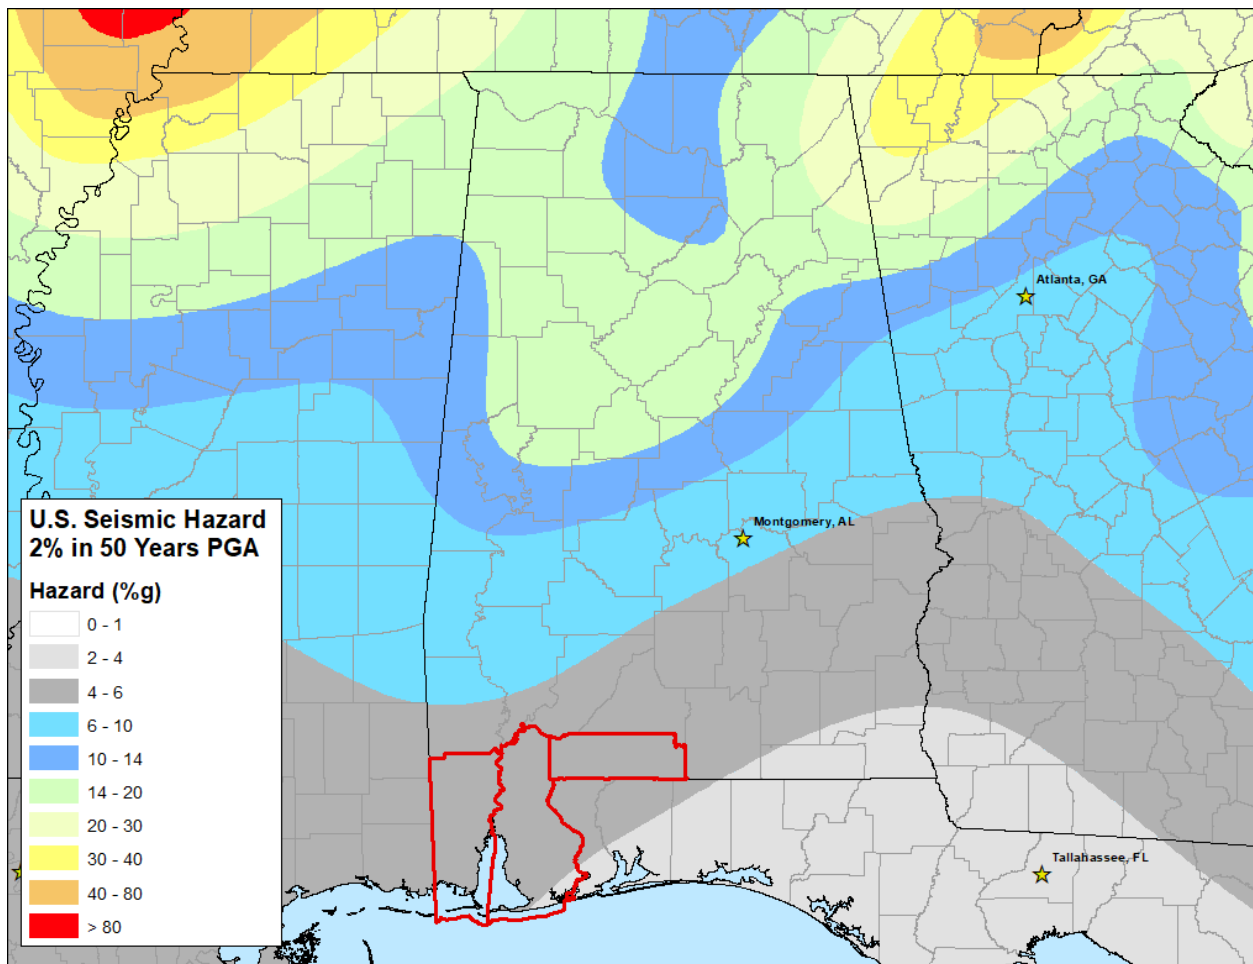 Atlanta, GA
Montgomery, AL
Tallahassee, FL
U.S. Seismic Hazard
2% in 50 Years PGA
Hazard (%g)
0 - 1
2 - 4
4 - 6
6 - 10
10 - 14
14 - 20
20 - 30
30 - 40
40 - 80
> 80